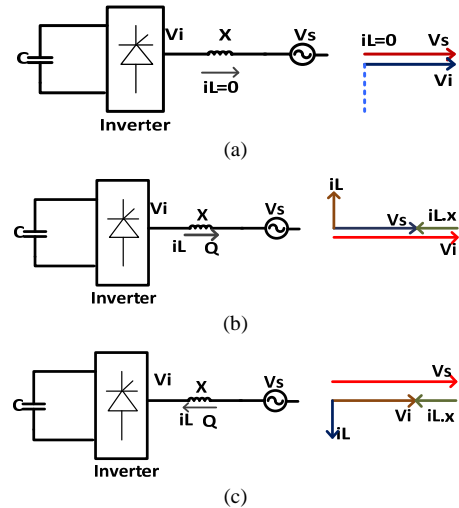 Vi X Vs iL=0 Vs
C Vi
iL=0
Inverter
(a)
Vi X Vs iL Vs iL.x
C iL Q Vi
Inverter
(b)
Vi X Vs Vs
C iL Q iL Vi iL.x
Inverter
(c)